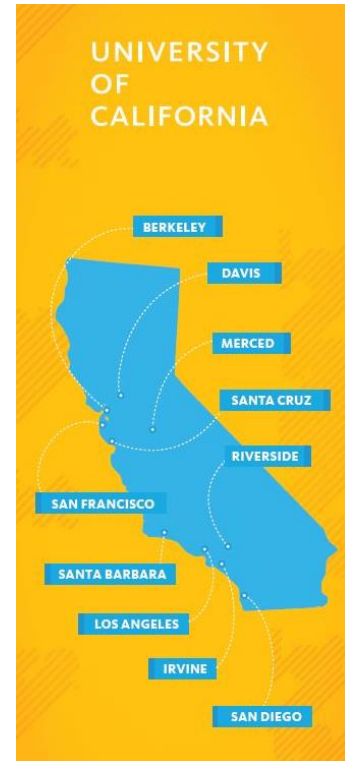 UNIVERSITY
OF
CALIFORNIA
BERKELEY
DAVIS
MERCED
SANTA CRUZ
RIVERSIDE
SAN FRANCISCO
SANTA BARBARA
LOS ANGELES
IRVINE
SAN DIEGO